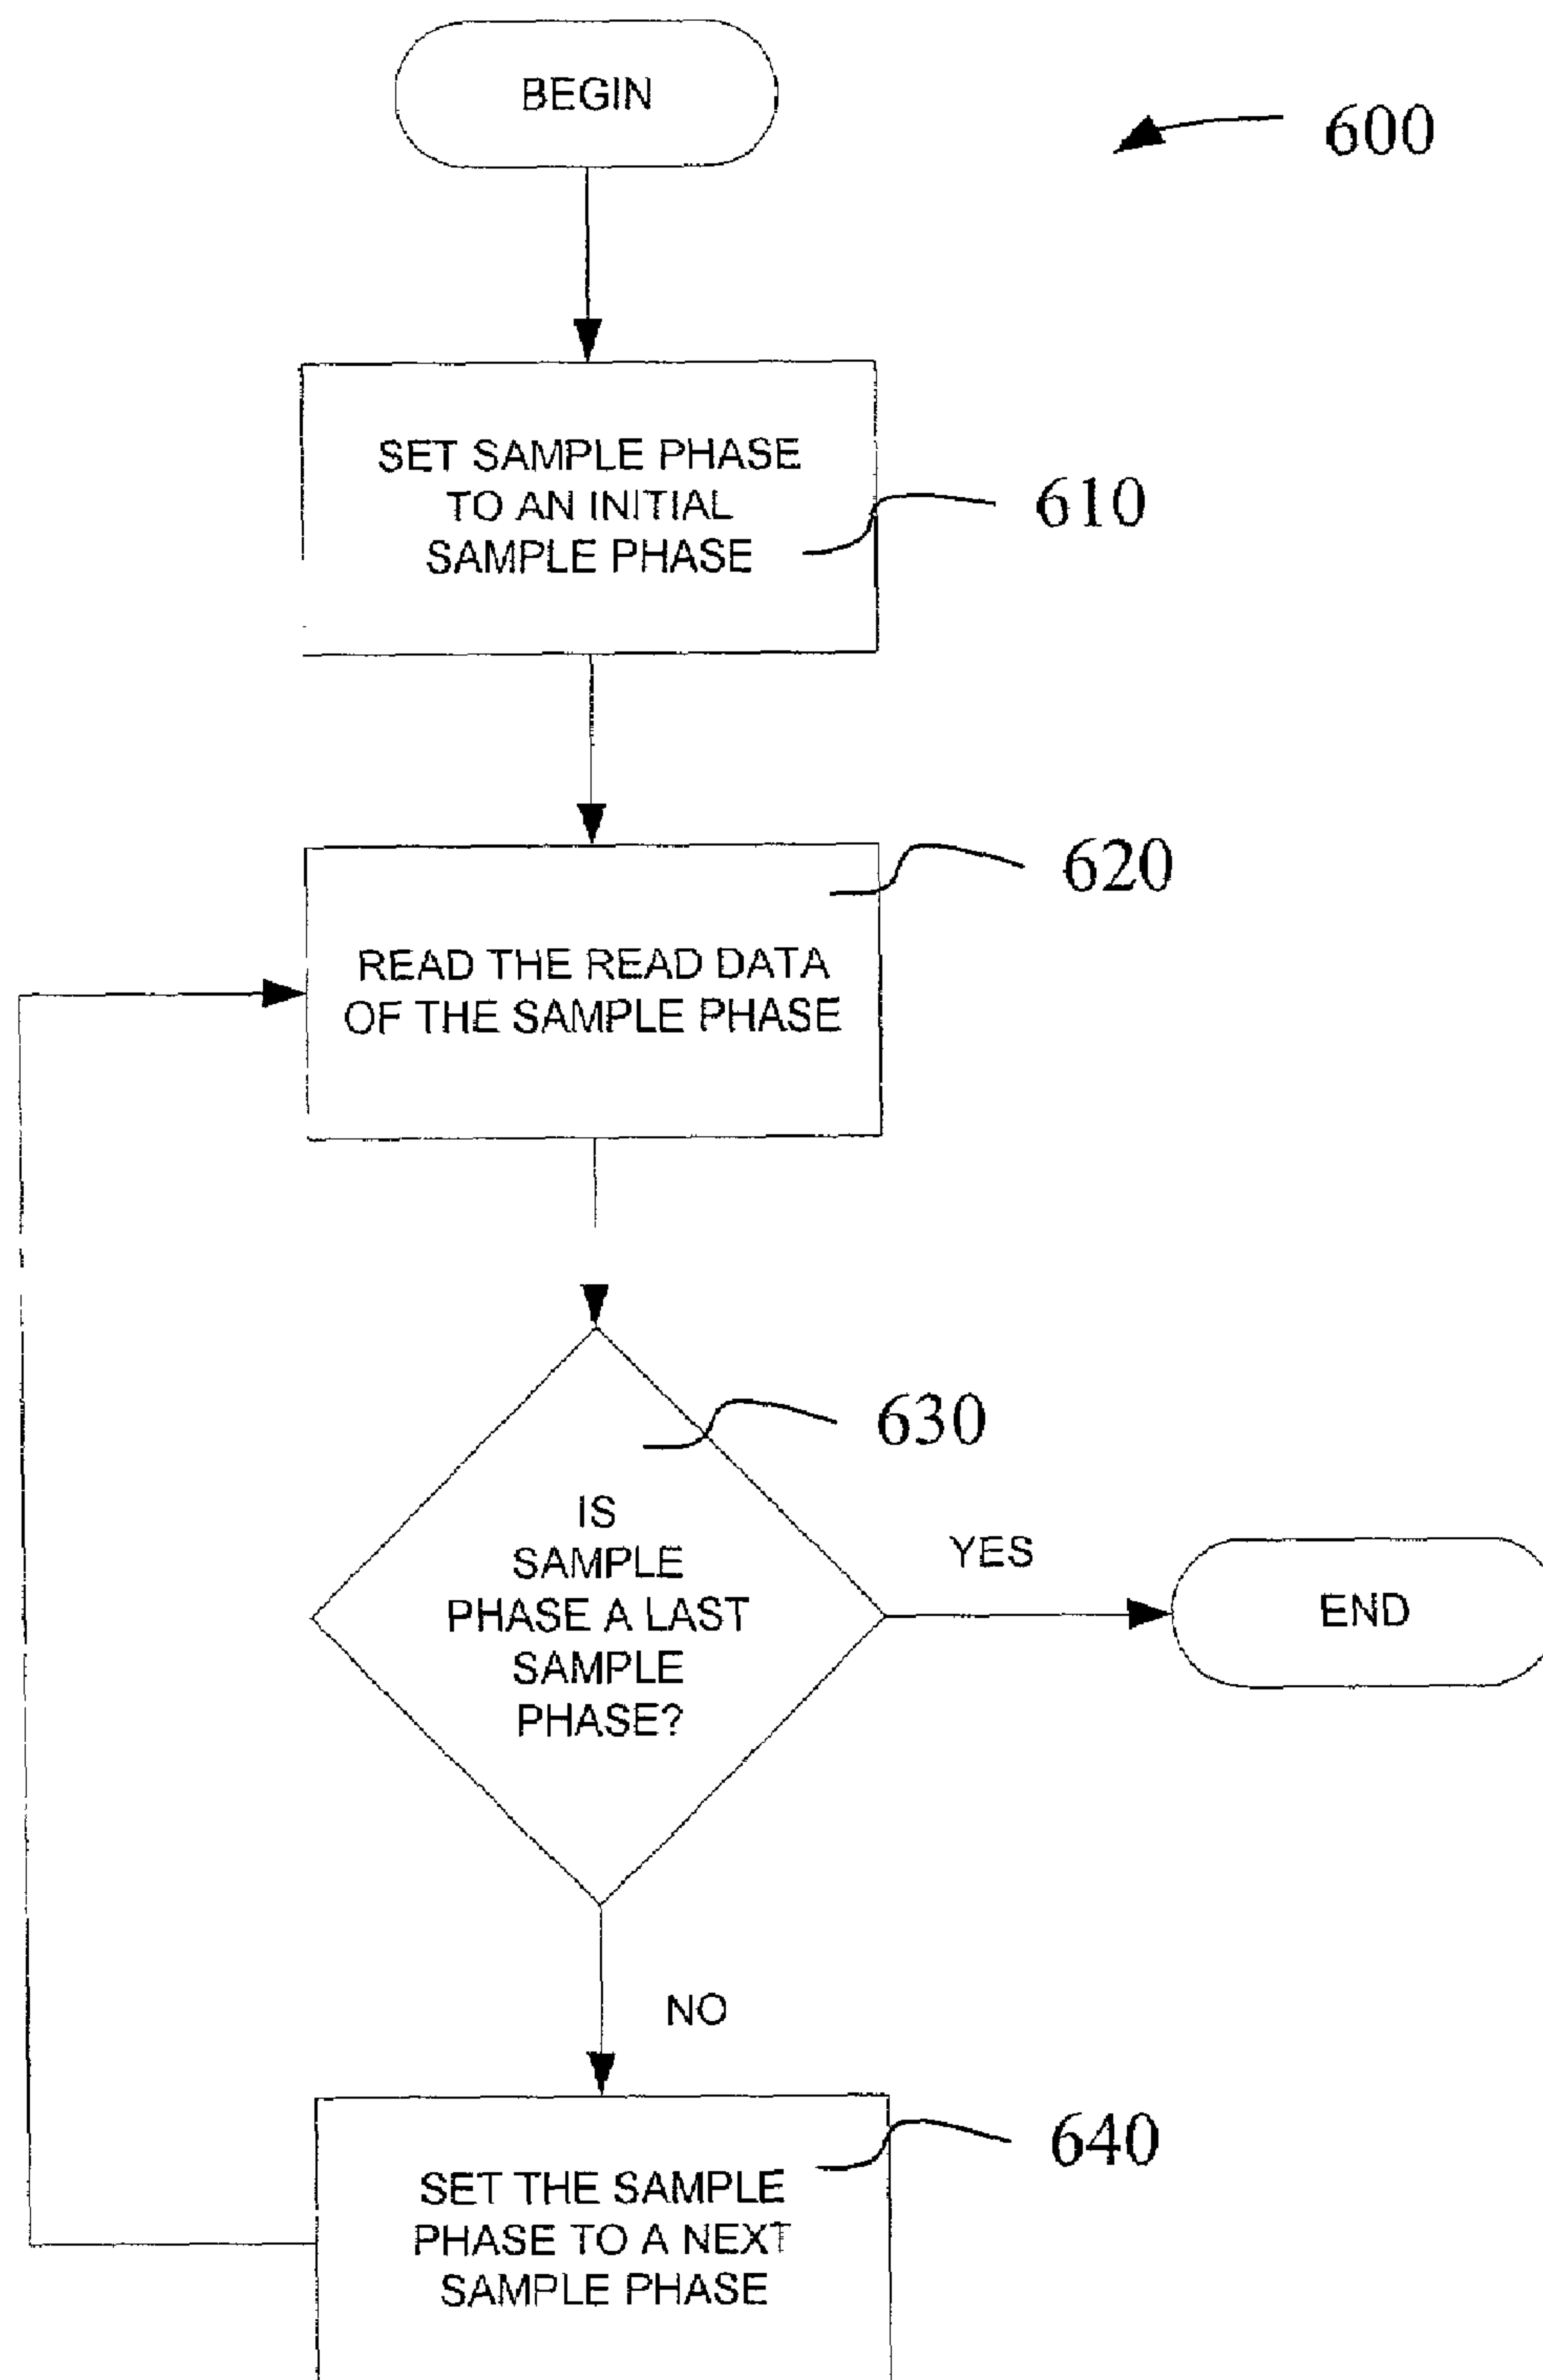 BEGIN
600
SET SAMPLE PHASE
TO AN INITIAL
SAMPLE PHASE
610
620
READ THE READ DATA
OF THE SAMPLE PHASE
630
IS
SAMPLE
PHASE A LAST
SAMPLE
PHASE?
YES
END
NO
640
SET THE SAMPLE
PHASE TO A NEXT
SAMPLE PHASE